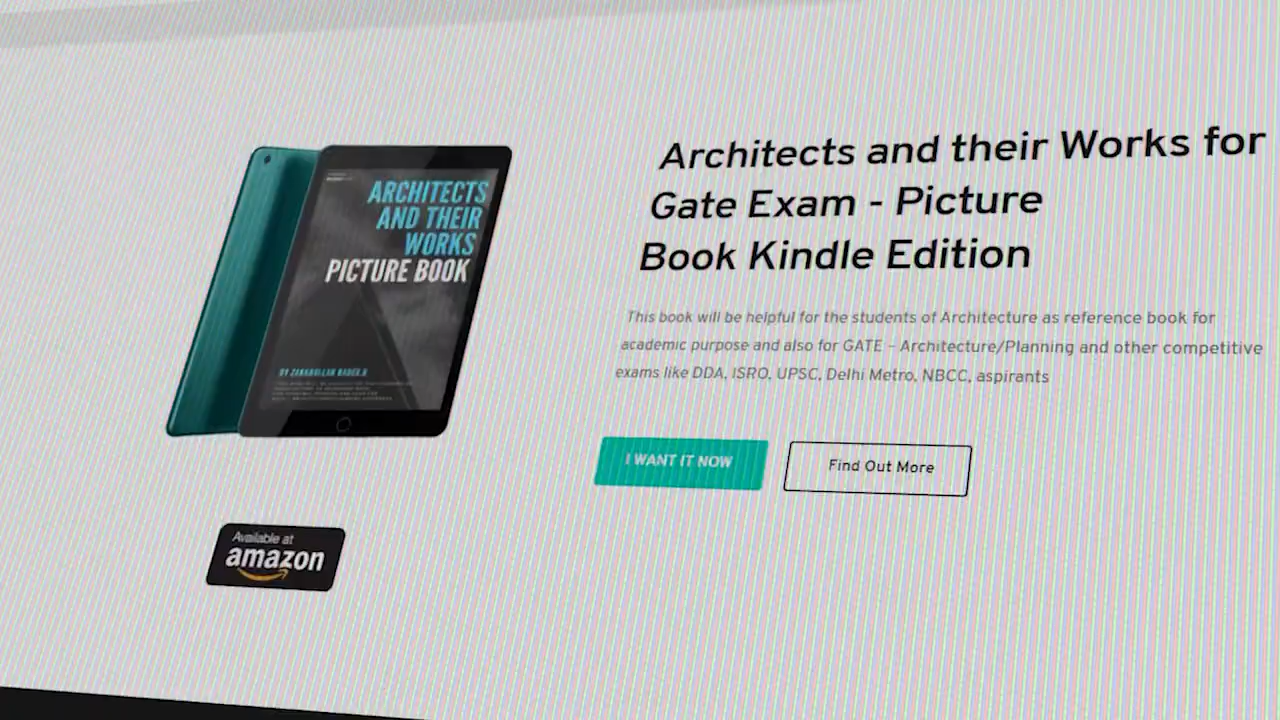 Architects and their Works for
Gate Exam - Picture
Book Kindle Edition
This book will be helpful for the students of Architecture as reference book for
academic purpose and also for GATE - Architecture/Planning and other competitive
exams like DDA, ISRO, UPSC, Delhi Metro, NBCC, aspirants
I WANT IT NOW
Find Out More
ARCHITECTS
AND THEIR
WORKS
PICTURE BOOK
Available at
amazon